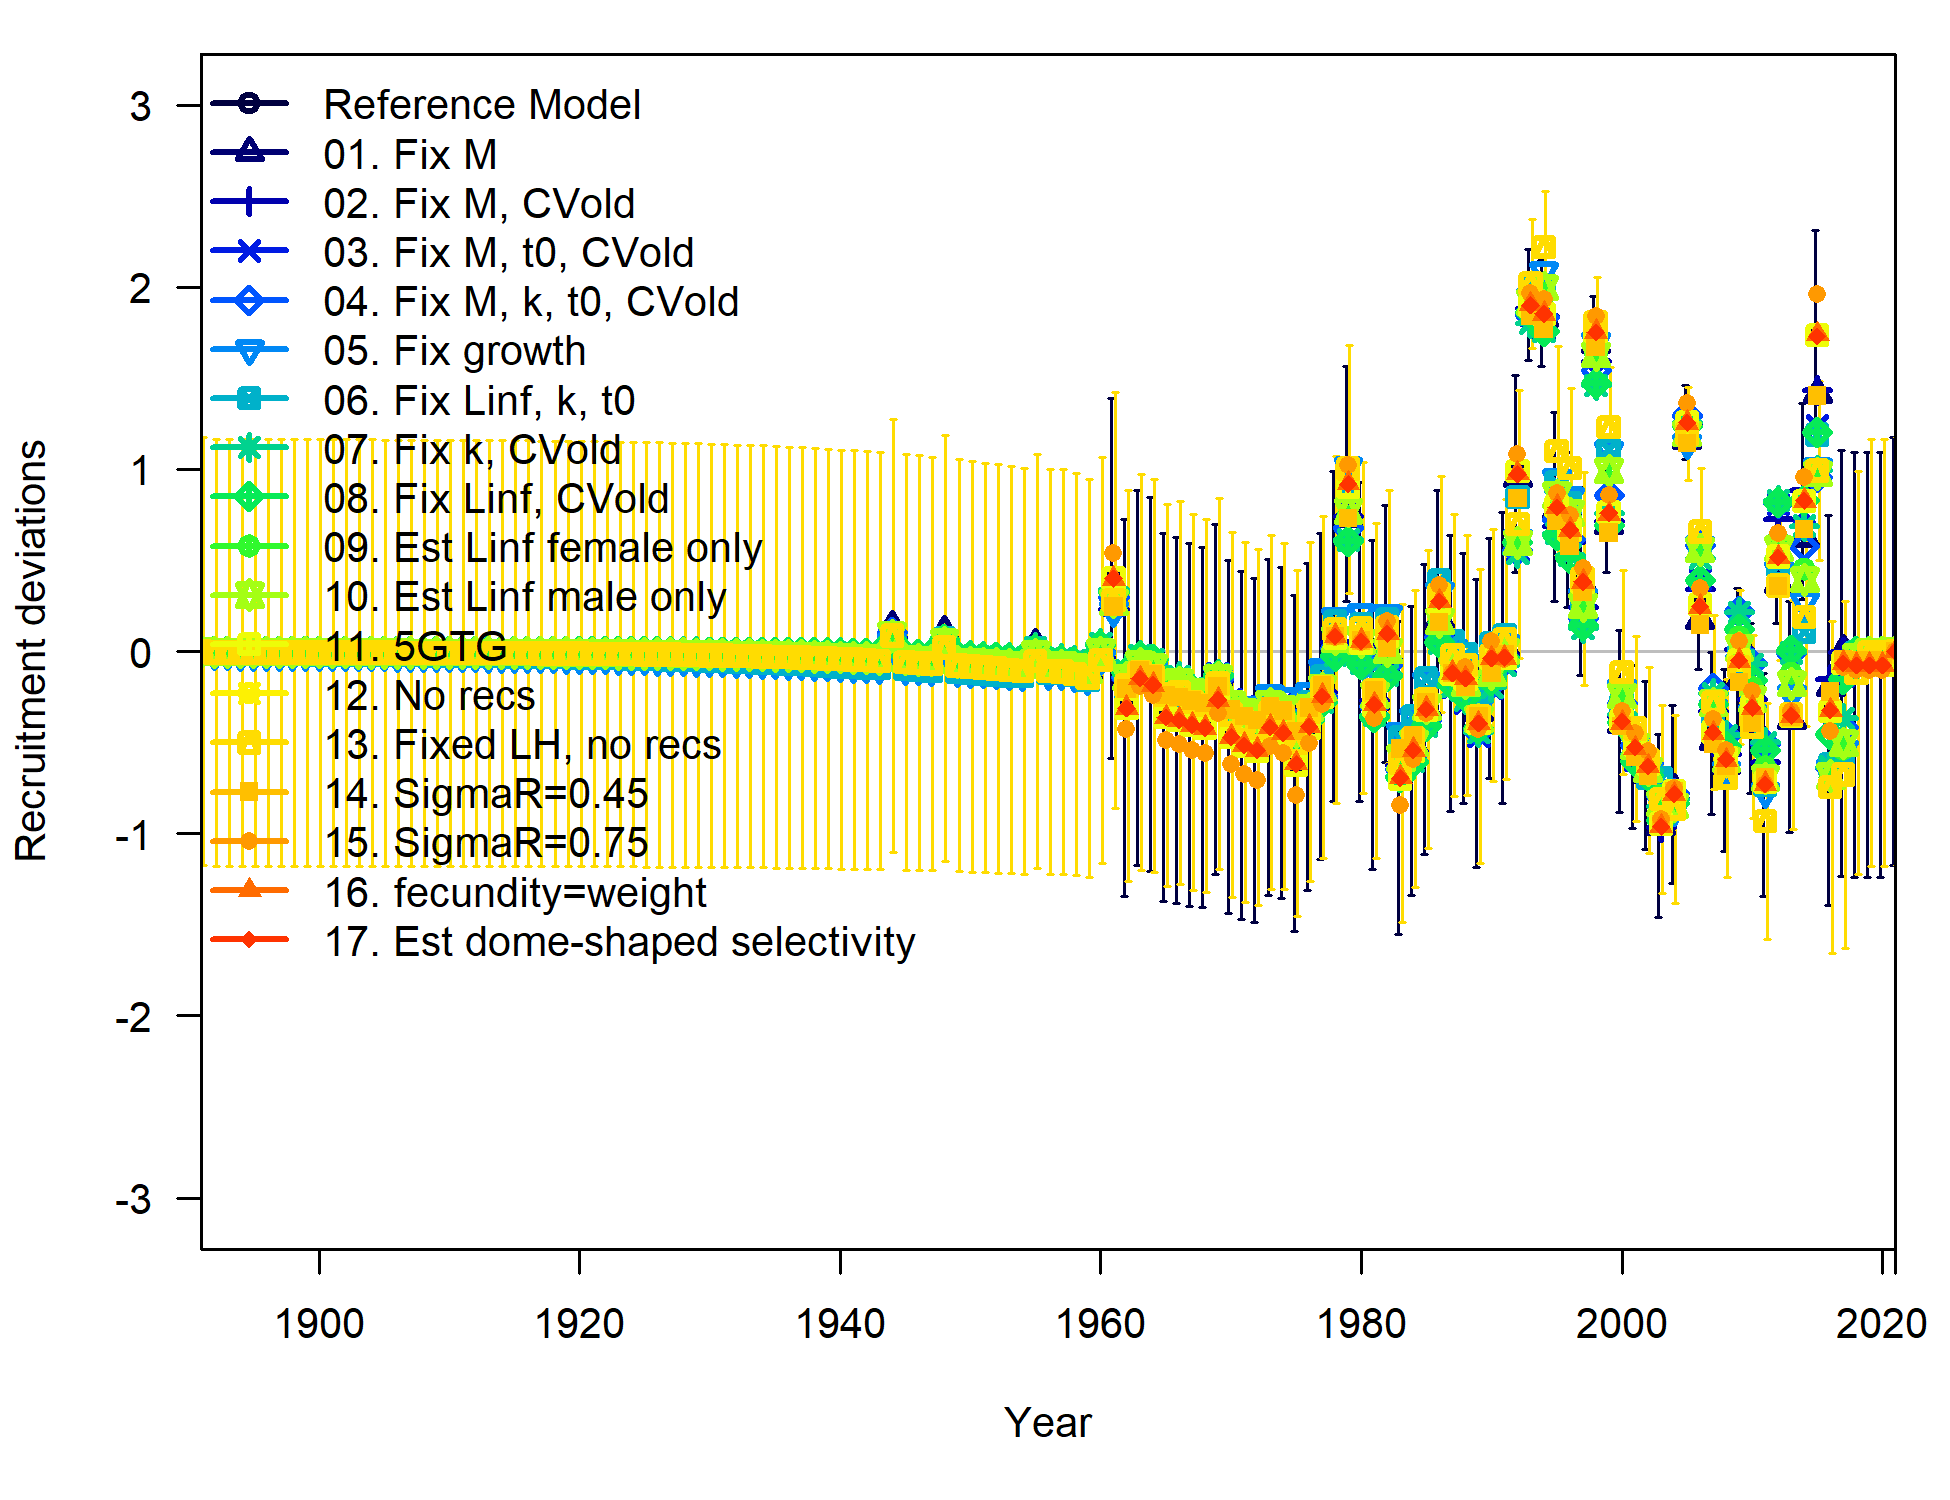 Recruitment deviations
3
2
1
0
-1
-2
-3
Reference Model
01. Fix M
02. Fix M, CVold
03. Fix M, t0, CVold
04. Fix M, k, t0, CVold
05. Fix growth
06. Fix Linf, k, t0
07. Fix k, CVold
08. Fix Linf, CVold
09. Est Linf female only
10. Est Linf male only
11. 5GTG
12. No recs
13. Fixed LH, no recs
14. SigmaR=0.45
15. SigmaR=0.75
16. fecundity=weight
17. Est dome-shaped selectivity
1900 1920 1940 1960 1980 2000 2020
Year